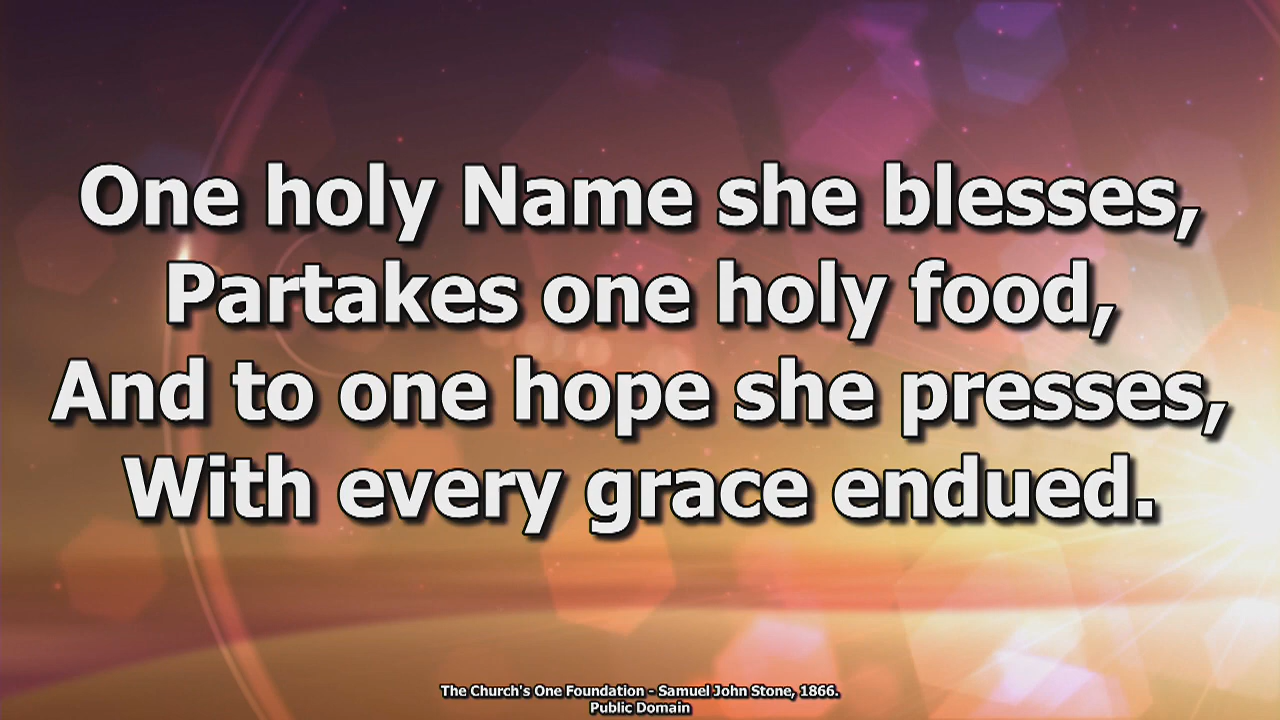 One holy Name she blesses,
Partakes one holy food,
And to one hope she presses,
With every grace endued.
The Church's One Foundation - Samuel John Stone, 1866.
Public Domain